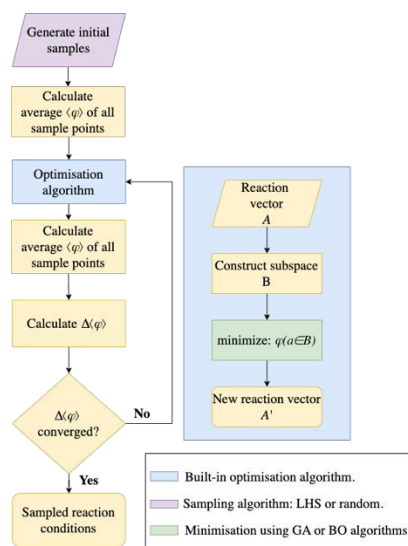 Generate initial
samples
Calculate
average ⟨φ⟩ of all
sample points
Optimisation
algorithm
Calculate
average ⟨φ⟩ of all
sample points
Calculate Δ⟨φ⟩
Δ⟨φ⟩
converged?
No
Yes
Sampled reaction
conditions
Reaction
vector
A
Construct subspace
B
minimize: φ(a∈B)
New reaction vector
A'
Built-in optimisation algorithm.
Sampling algorithm: LHS or random.
Minimisation using GA or BO algorithms